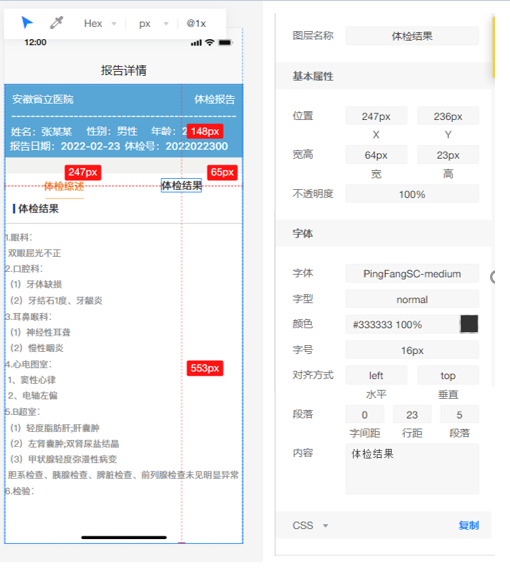 Hex px @1x
12:00
报告详情
安徽省立医院 体检报告
姓名：张某某 性别：男性 年龄：2
148px
报告日期：2022-02-23 体检号：2022022300
247px
65px
体检综述 体检结果
体检结果
1.眼科：
双眼屈光不正
2.口腔科：
（1）牙体缺损
（2）牙结石1度、牙龈炎
3.耳鼻喉科：
（1）神经性耳聋
（2）慢性咽炎
4.心电图室：
1、窦性心律
553px
2、电轴左偏
5.B超室：
（1）轻度脂肪肝;肝囊肿
（2）左肾囊肿;双肾尿盐结晶
（3）甲状腺轻度弥漫性病变
胆系检查、胰腺检查、脾脏检查、前列腺检查未见明显异常
6.检验：
图层名称 体检结果
基本属性
位置 247px 236px
X Y
宽高 64px 23px
宽 高
不透明度 100%
字体
字体 PingFangSC-medium
字型 normal
颜色 #333333 100%
字号 16px
对齐方式 left top
水平 垂直
段落 0 23 5
字间距 行距 段落
内容 体检结果
CSS 复制